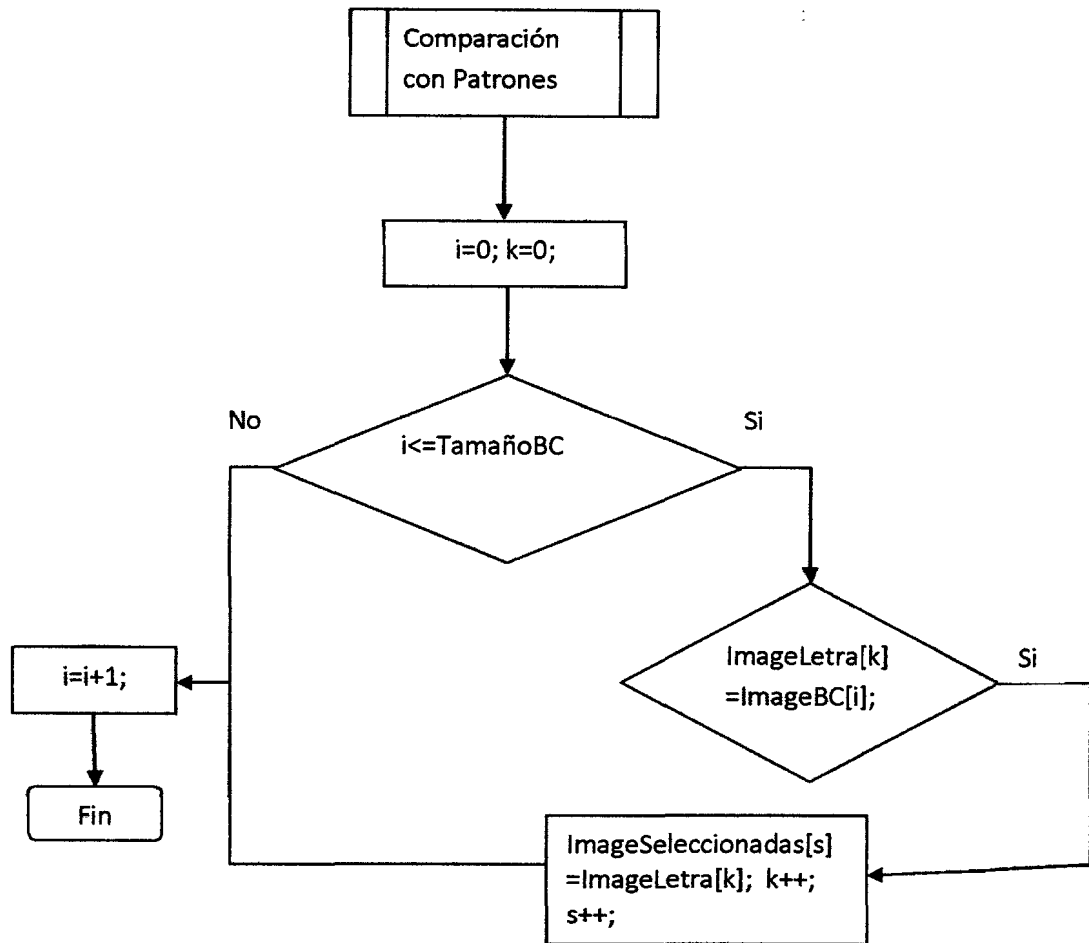 Comparación
con Patrones
i=0; k=0;
No
Si
i<=TamañoBC
ImageLetra[k]
=ImageBC[i];
Si
i=i+1;
Fin
ImageSeleccionadas[s]
=ImageLetra[k]; k++;
s++;